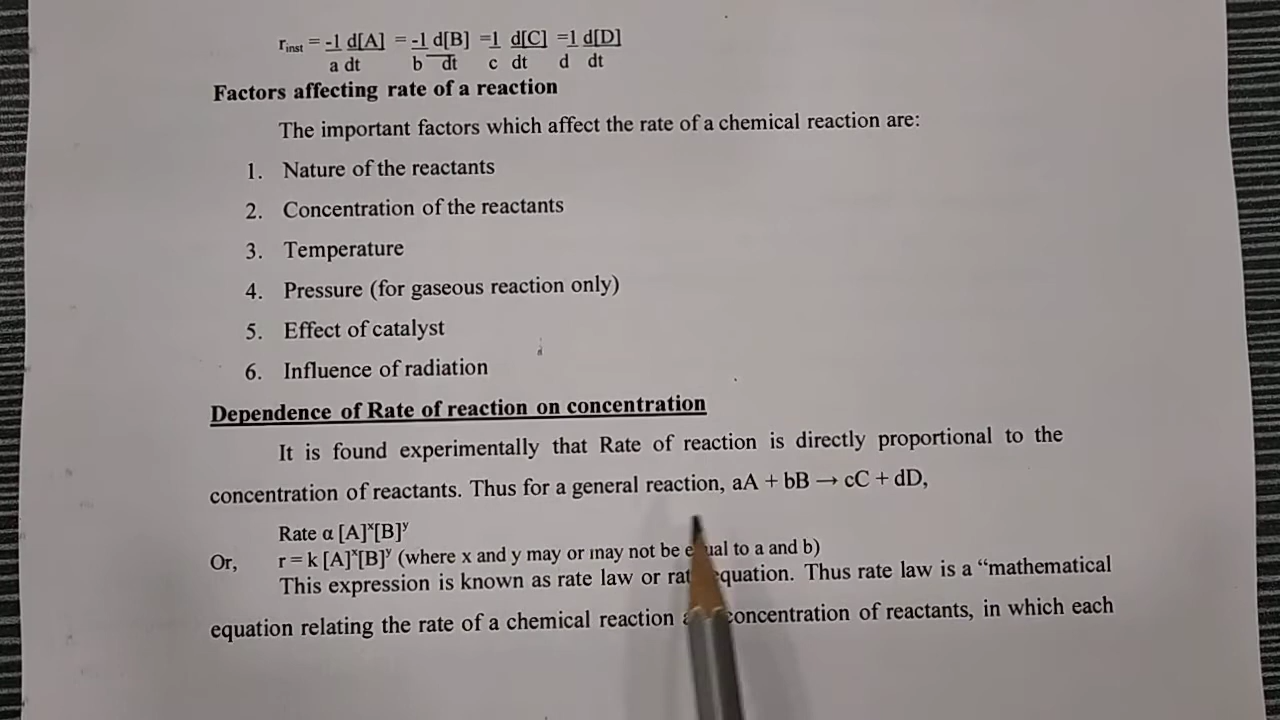 r inst = -1 d[A] = -1 d[B] =1 d[C] =1 d[D]
a dt b dt c dt d dt
Factors affecting rate of a reaction
The important factors which affect the rate of a chemical reaction are:
1. Nature of the reactants
2. Concentration of the reactants
3. Temperature
4. Pressure (for gaseous reaction only)
5. Effect of catalyst
6. Influence of radiation
Dependence of Rate of reaction on concentration
It is found experimentally that Rate of reaction is directly proportional to the
concentration of reactants. Thus for a general reaction, aA + bB → cC + dD,
Rate α [A]ˣ[B]ʸ
Or, r = k [A]ˣ[B]ʸ (where x and y may or may not be to a and b)
This expression is known as rate law or equation. Thus rate law is a “mathematical
equation relating the rate of a chemical reaction concentration of reactants, in which each